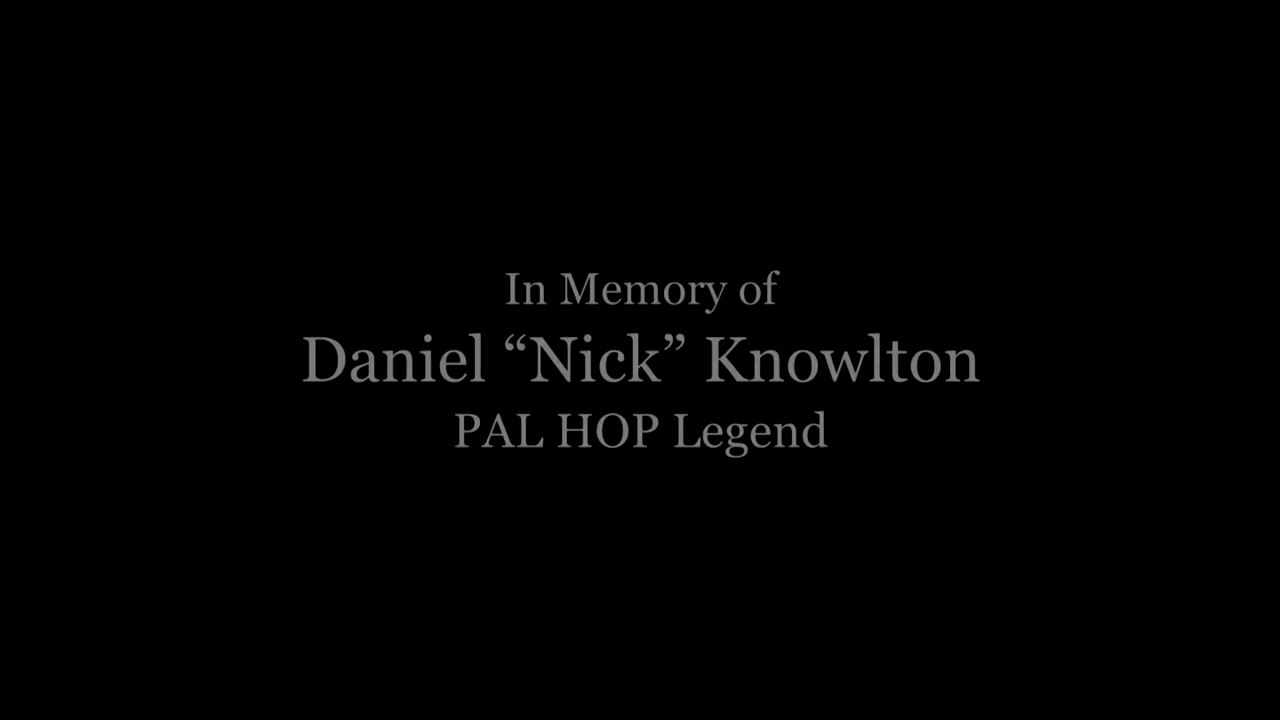 In Memory of
Daniel “Nick” Knowlton
PAL HOP Legend